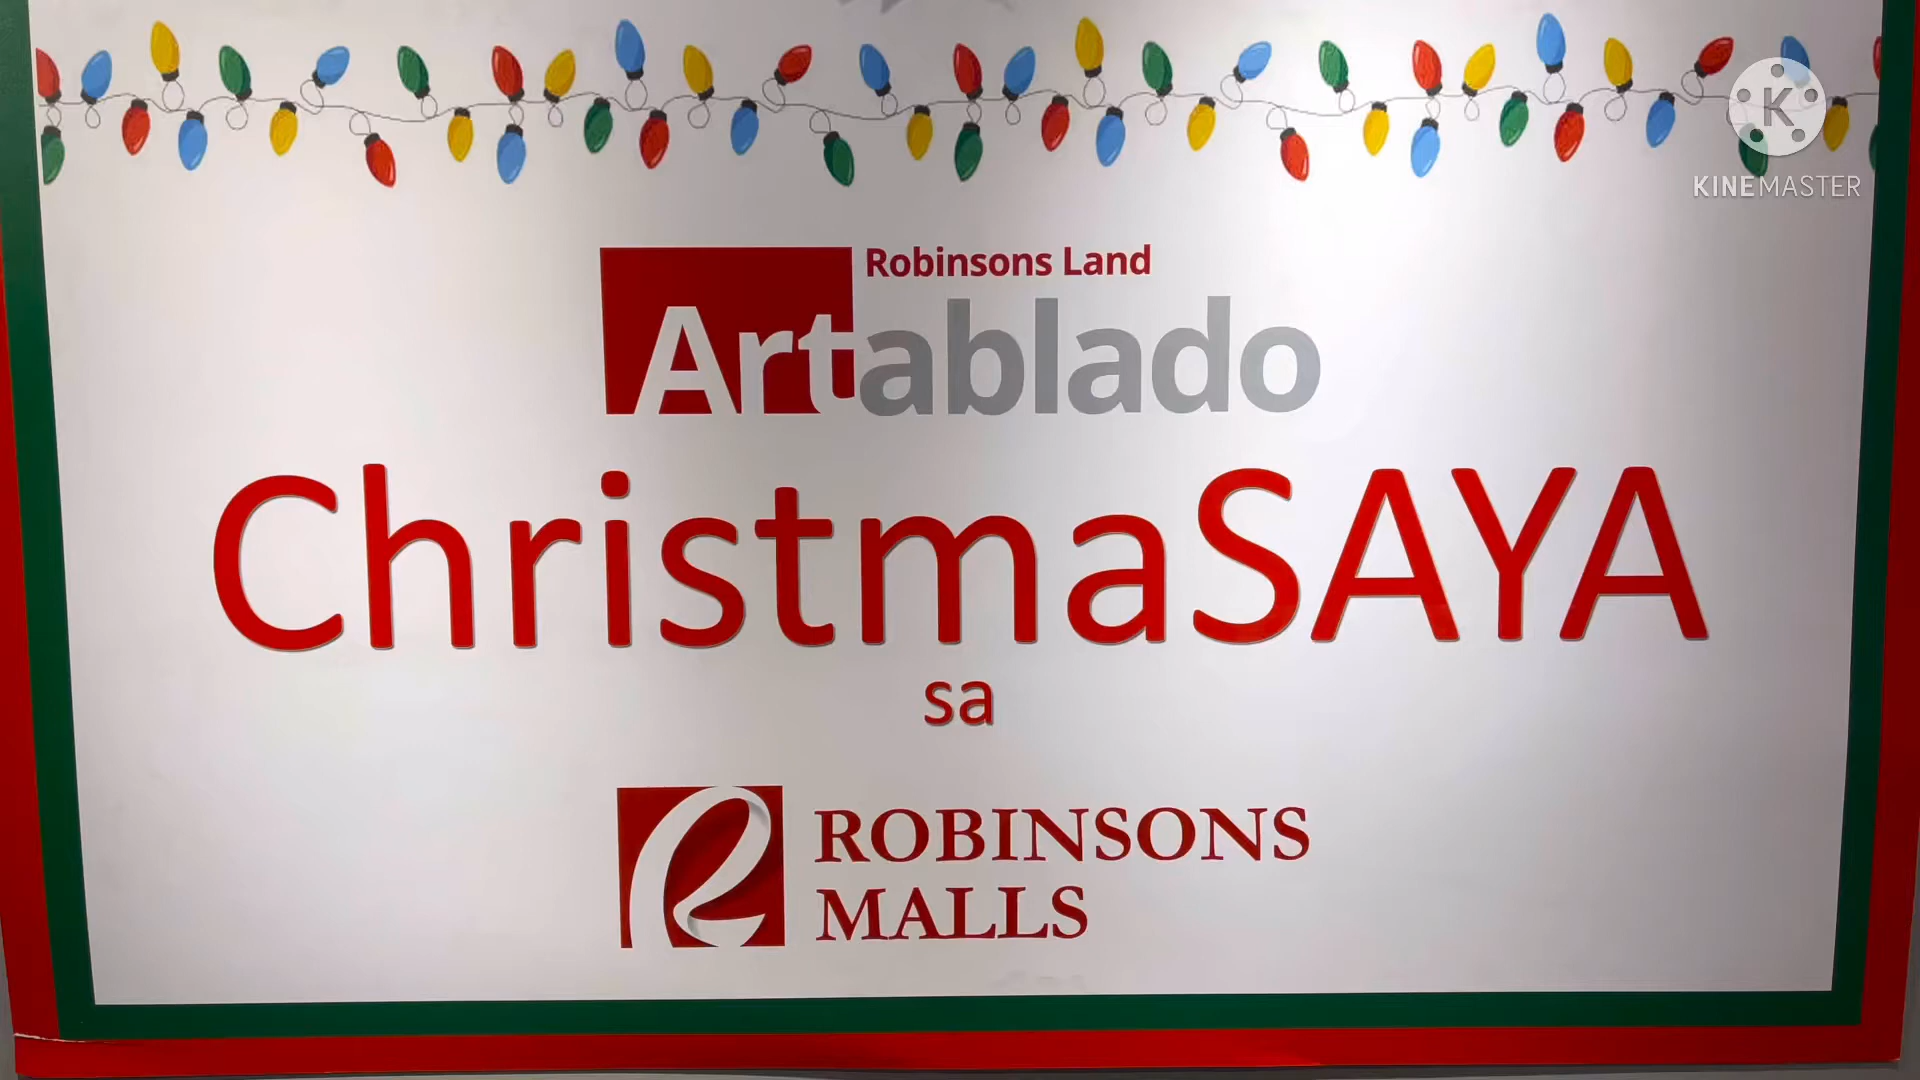 K
KINEMASTER
Robinsons Land
Artablado
ChristmaSAYA
sa
ROBINSONS
MALLS